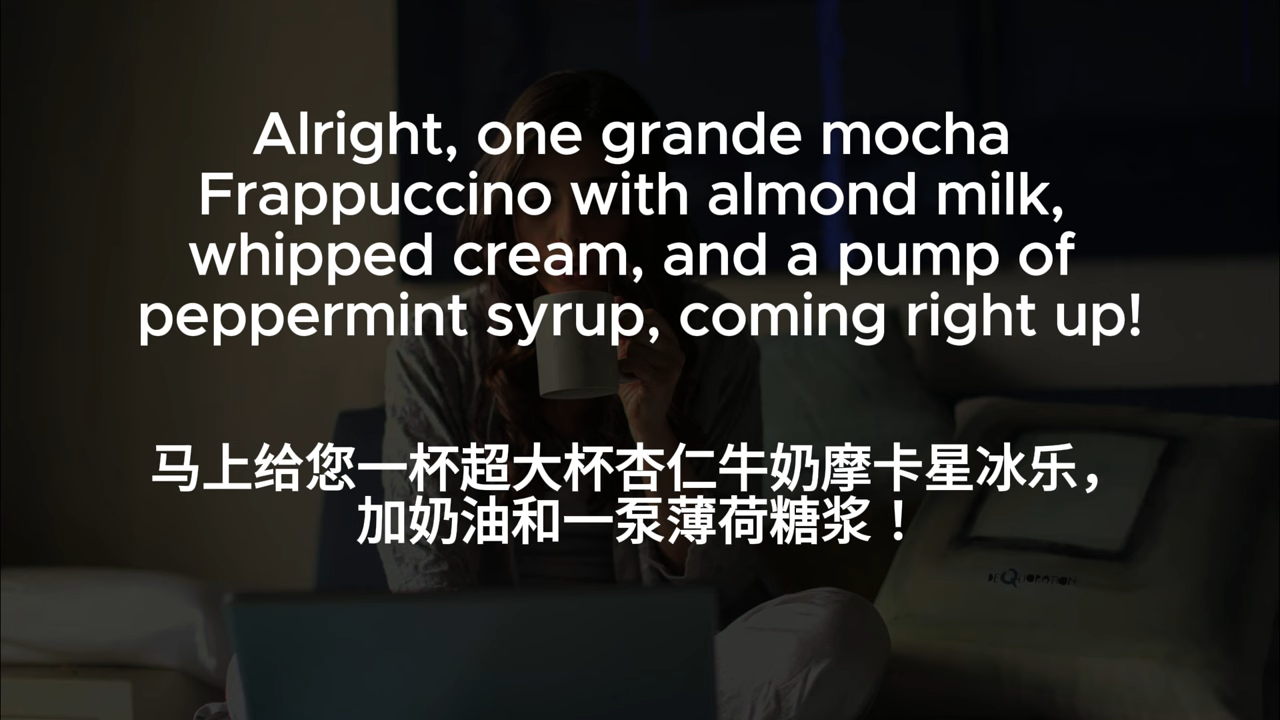 Alright, one grande mocha
Frappuccino with almond milk,
whipped cream, and a pump of
peppermint syrup, coming right up!
马上给您一杯超大杯杏仁牛奶摩卡星冰乐，
加奶油和一泵薄荷糖浆！